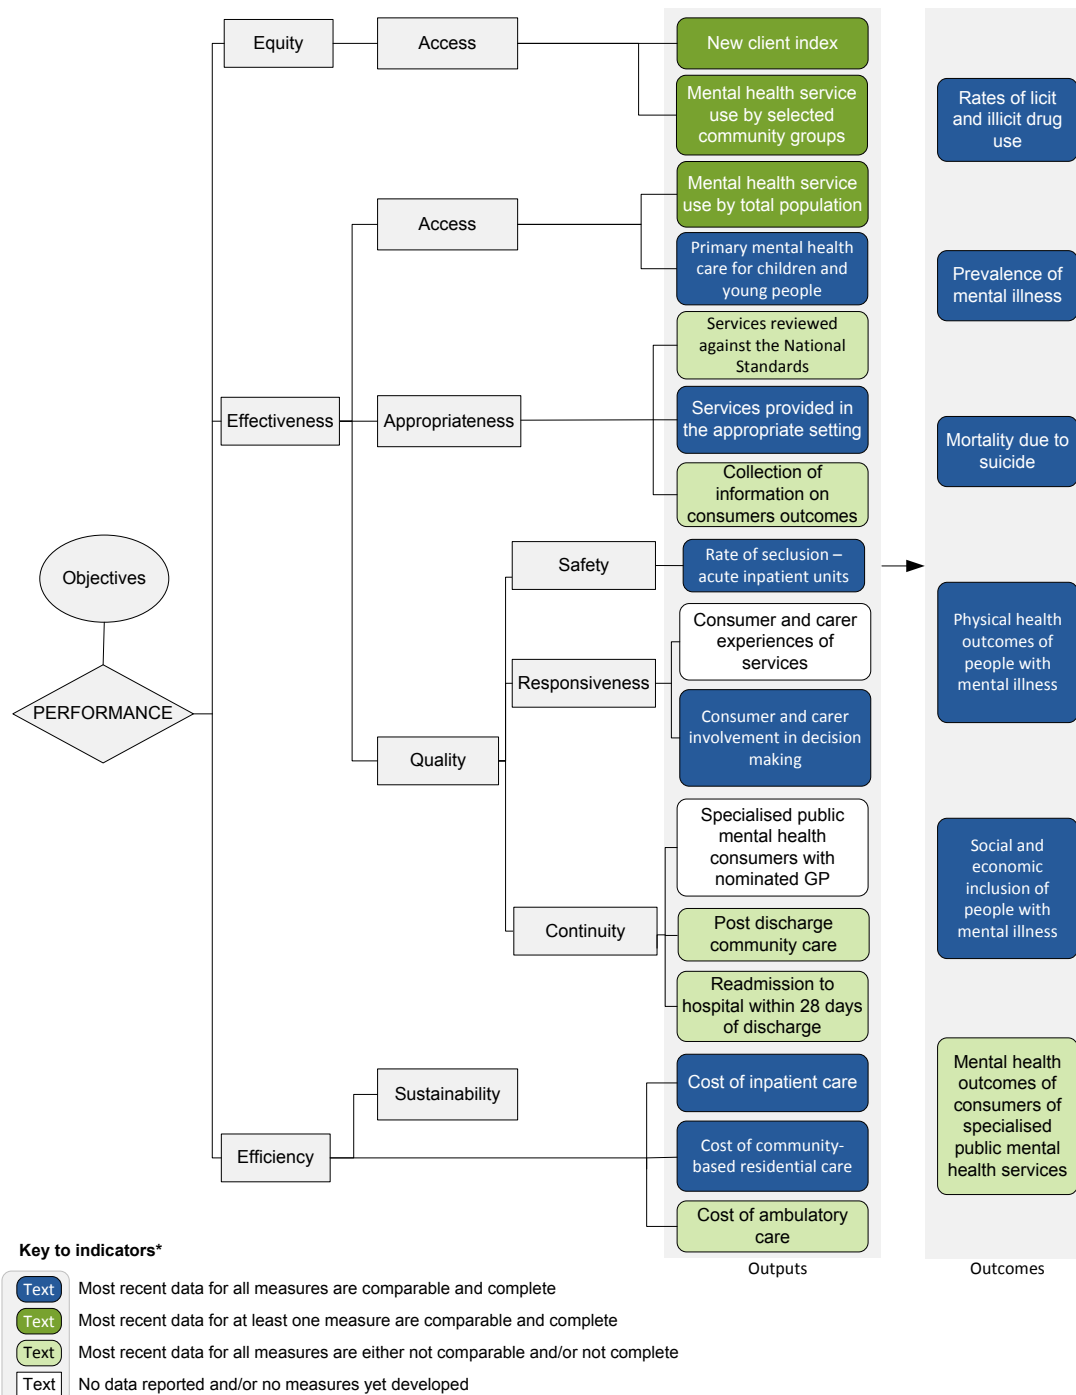 Equity
Access
New client index
Mental health service
use by selected
community groups
Rates of licit
and illicit drug
use
Access
Mental health service
use by total population
Primary mental health
care for children and
young people
Prevalence of
mental illness
Services reviewed
against the National
Standards
Effectiveness
Appropriateness
Services provided in
the appropriate setting
Mortality due to
suicide
Collection of
information on
consumers outcomes
Objectives
Safety
Rate of seclusion –
acute inpatient units
Consumer and carer
experiences of
services
Physical health
outcomes of
people with
mental illness
Responsiveness
PERFORMANCE
Consumer and carer
involvement in decision
making
Quality
Specialised public
mental health
consumers with
nominated GP
Social and
economic
inclusion of
people with
mental illness
Continuity
Post discharge
community care
Readmission to
hospital within 28 days
of discharge
Sustainability
Cost of inpatient care
Mental health
outcomes of
consumers of
specialised
public mental
health services
Efficiency
Cost of community-
based residential care
Cost of ambulatory
care
Outputs
Outcomes
Key to indicators*
Text Most recent data for all measures are comparable and complete
Text Most recent data for at least one measure are comparable and complete
Text Most recent data for all measures are either not comparable and/or not complete
Text No data reported and/or no measures yet developed